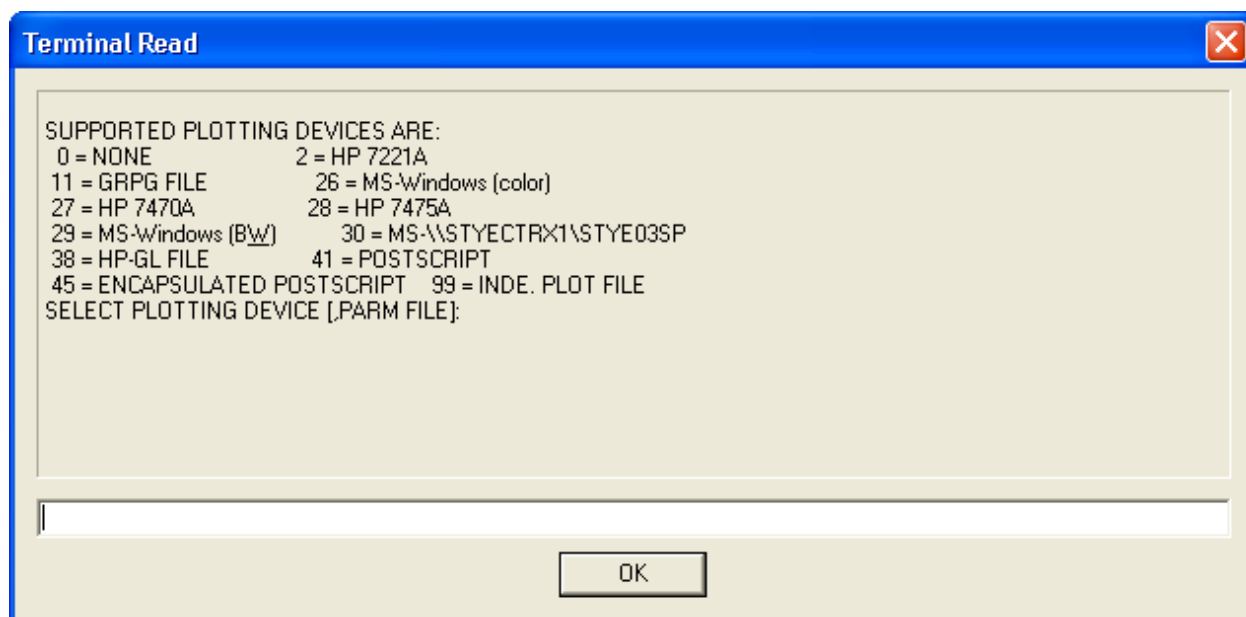 Terminal Read
SUPPORTED PLOTTING DEVICES ARE:
0 = NONE 2 = HP 7221A
11 = GRPG FILE 26 = MS-Windows (color)
27 = HP 7470A 28 = HP 7475A
29 = MS-Windows (BW) 30 = MS-\\STYECTRX1\STYE03SP
38 = HP-GL FILE 41 = POSTSCRIPT
45 = ENCAPSULATED POSTSCRIPT 99 = INDE. PLOT FILE
SELECT PLOTTING DEVICE [,PARM FILE]:
OK